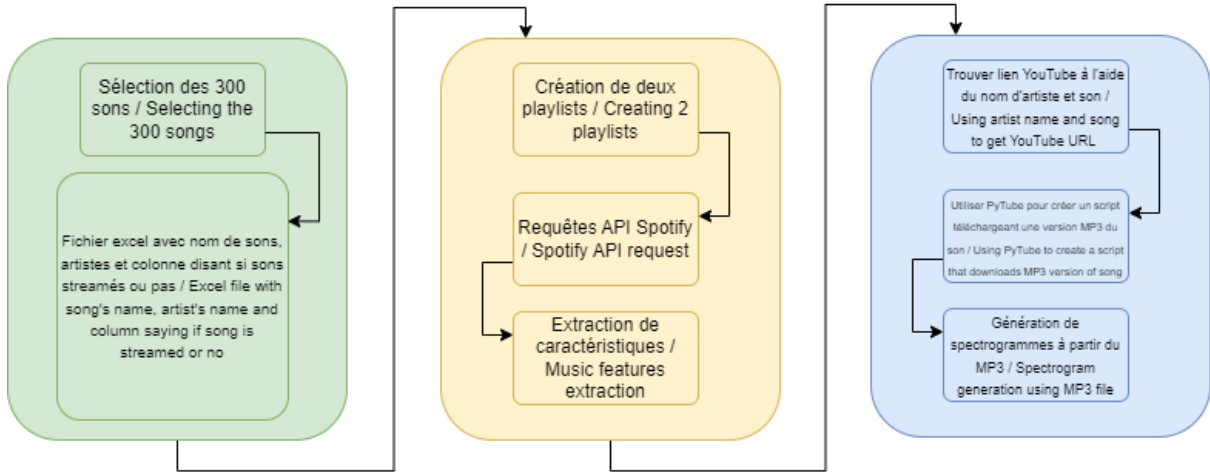 Sélection des 300
sons / Selecting the
300 songs
Fichier excel avec nom de sons,
artistes et colonne disant si sons
streamés ou pas / Excel file with
song's name, artist's name and
column saying if song is
streamed or no
Création de deux
playlists / Creating 2
playlists
Requêtes API Spotify
/ Spotify API request
Extraction de
caractéristiques /
Music features
extraction
Trouver lien YouTube à l'aide
du nom d'artiste et son /
Using artist name and song
to get YouTube URL
Utiliser PyTube pour créer un script
téléchargeant une version MP3 du
son / Using PyTube to create a script
that downloads MP3 version of song
Génération de
spectrogrammes à partir du
MP3 / Spectrogram
generation using MP3 file